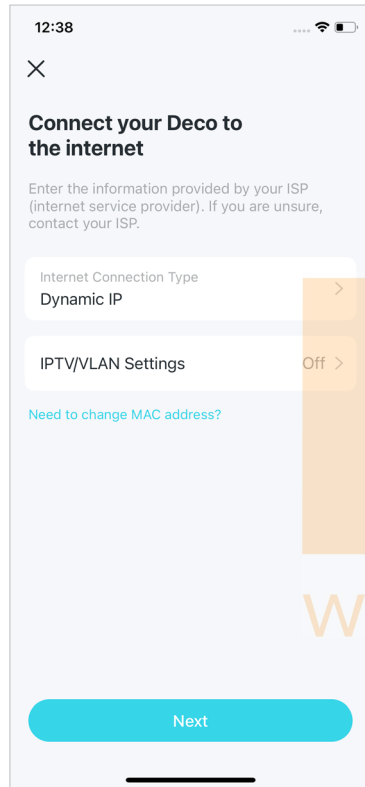 12:38
Connect your Deco to
the internet
Enter the information provided by your ISP
(internet service provider). If you are unsure,
contact your ISP.
Internet Connection Type
Dynamic IP
IPTV/VLAN Settings
Off
Need to change MAC address?
W
Next